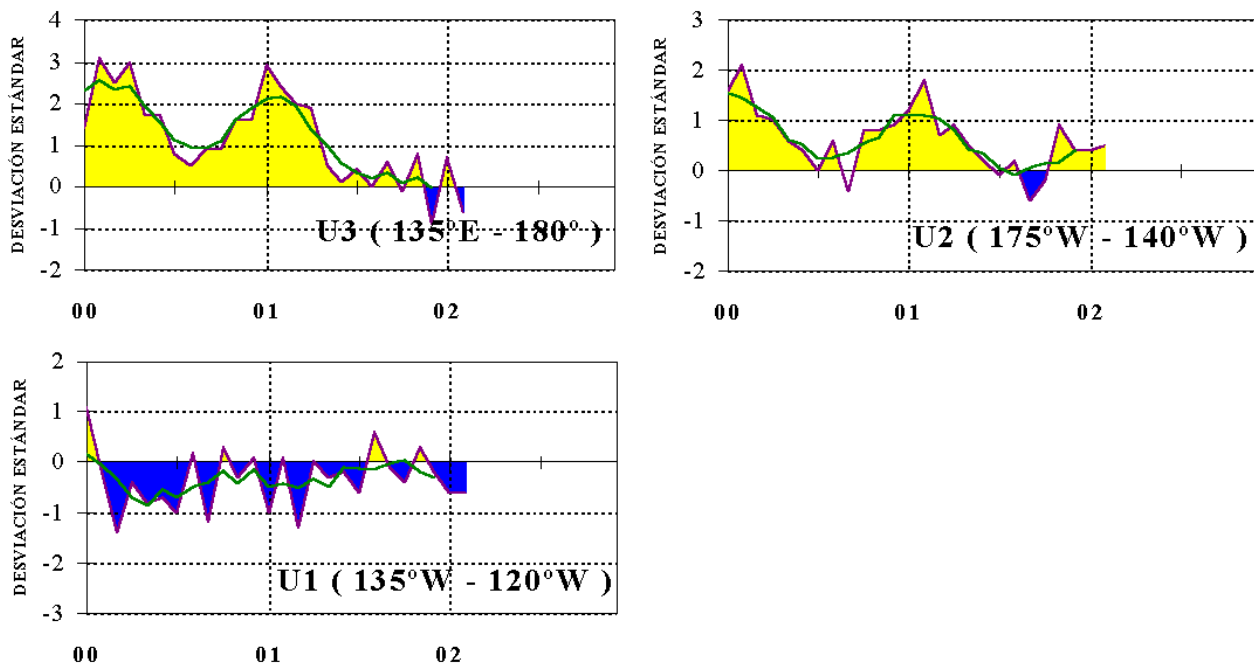 DESVIACIÓN ESTÁNDAR
4
3
2
1
0
-1
-2
U3 ( 135°E - 180° )
00 01 02
DESVIACIÓN ESTÁNDAR
3
2
1
0
-1
-2
U2 ( 175°W - 140°W )
00 01 02
DESVIACIÓN ESTÁNDAR
2
1
0
-1
-2
-3
U1 ( 135°W - 120°W )
00 01 02